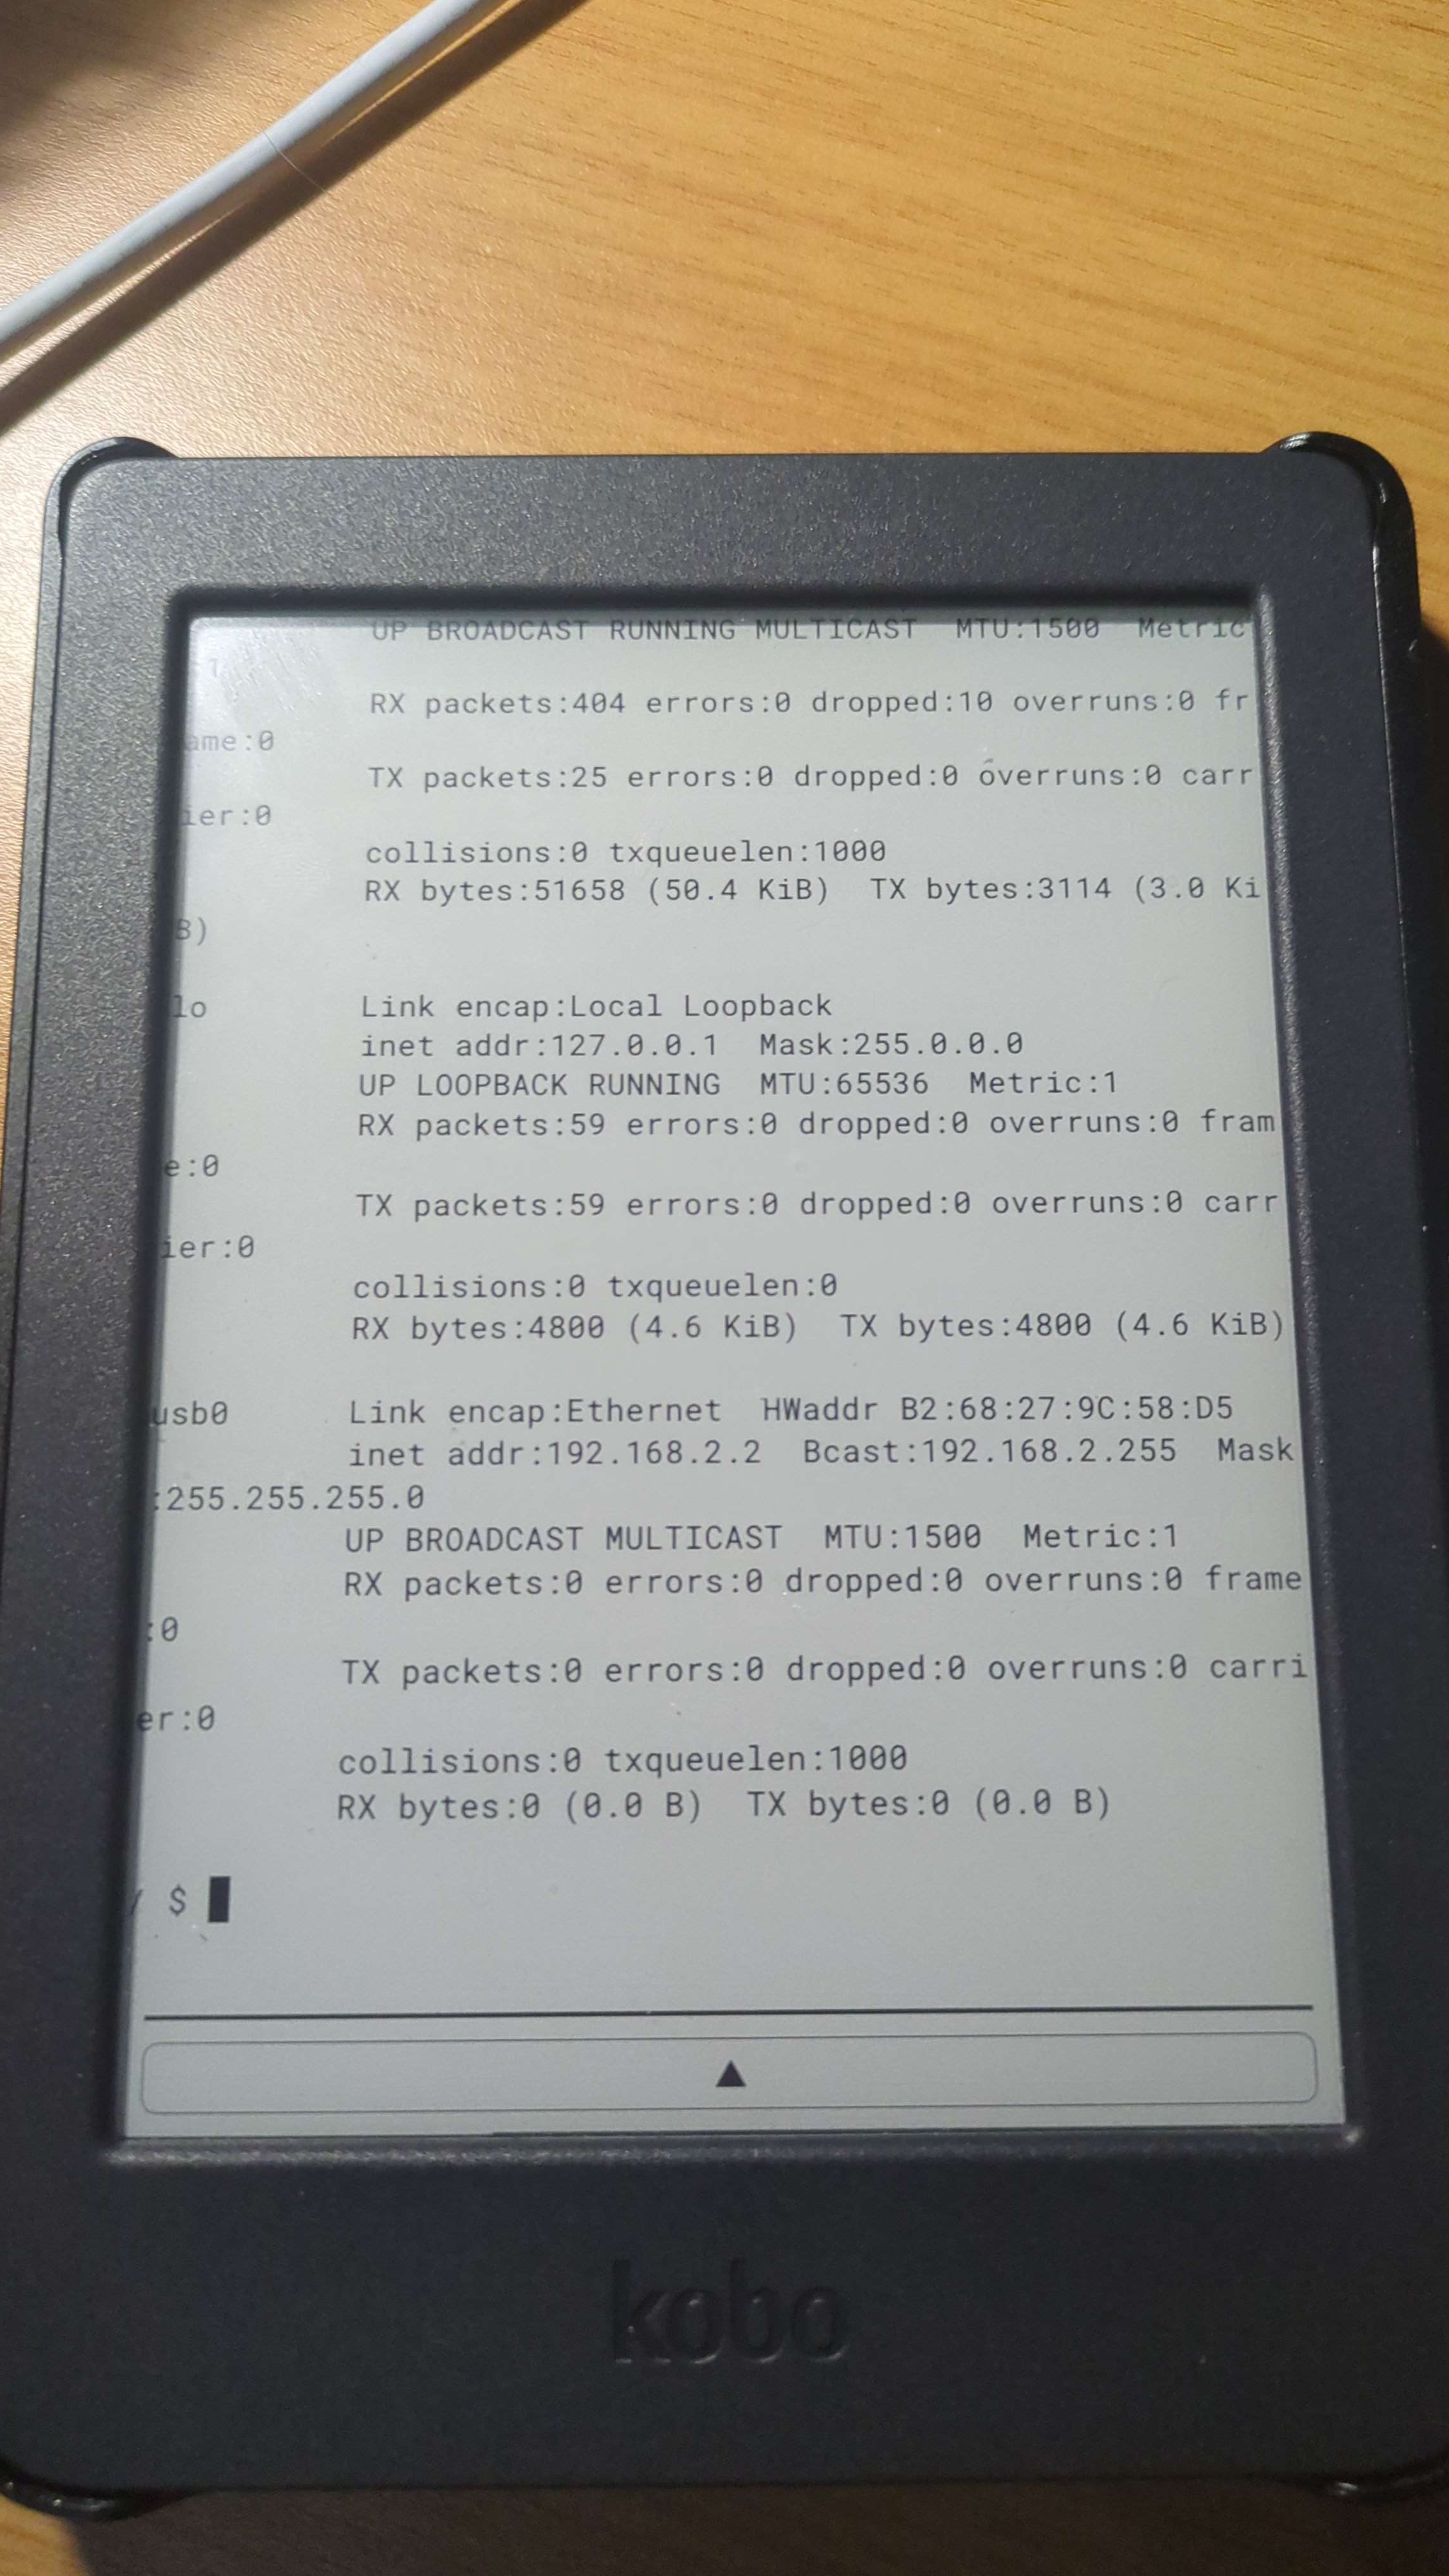 UP BROADCAST RUNNING MULTICAST  MTU:1500  Metric
:1
RX packets:404 errors:0 dropped:10 overruns:0 fr
ame:0
TX packets:25 errors:0 dropped:0 overruns:0 carr
ier:0
collisions:0 txqueuelen:1000
RX bytes:51658 (50.4 KiB)  TX bytes:3114 (3.0 Ki
B)
lo        Link encap:Local Loopback
inet addr:127.0.0.1  Mask:255.0.0.0
UP LOOPBACK RUNNING  MTU:65536  Metric:1
RX packets:59 errors:0 dropped:0 overruns:0 fram
e:0
TX packets:59 errors:0 dropped:0 overruns:0 carr
ier:0
collisions:0 txqueuelen:0
RX bytes:4800 (4.6 KiB)  TX bytes:4800 (4.6 KiB)
usb0      Link encap:Ethernet  HWaddr B2:68:27:9C:58:D5
inet addr:192.168.2.2  Bcast:192.168.2.255  Mask
:255.255.255.0
UP BROADCAST MULTICAST  MTU:1500  Metric:1
RX packets:0 errors:0 dropped:0 overruns:0 frame
:0
TX packets:0 errors:0 dropped:0 overruns:0 carri
er:0
collisions:0 txqueuelen:1000
RX bytes:0 (0.0 B)  TX bytes:0 (0.0 B)
/ $
kobo